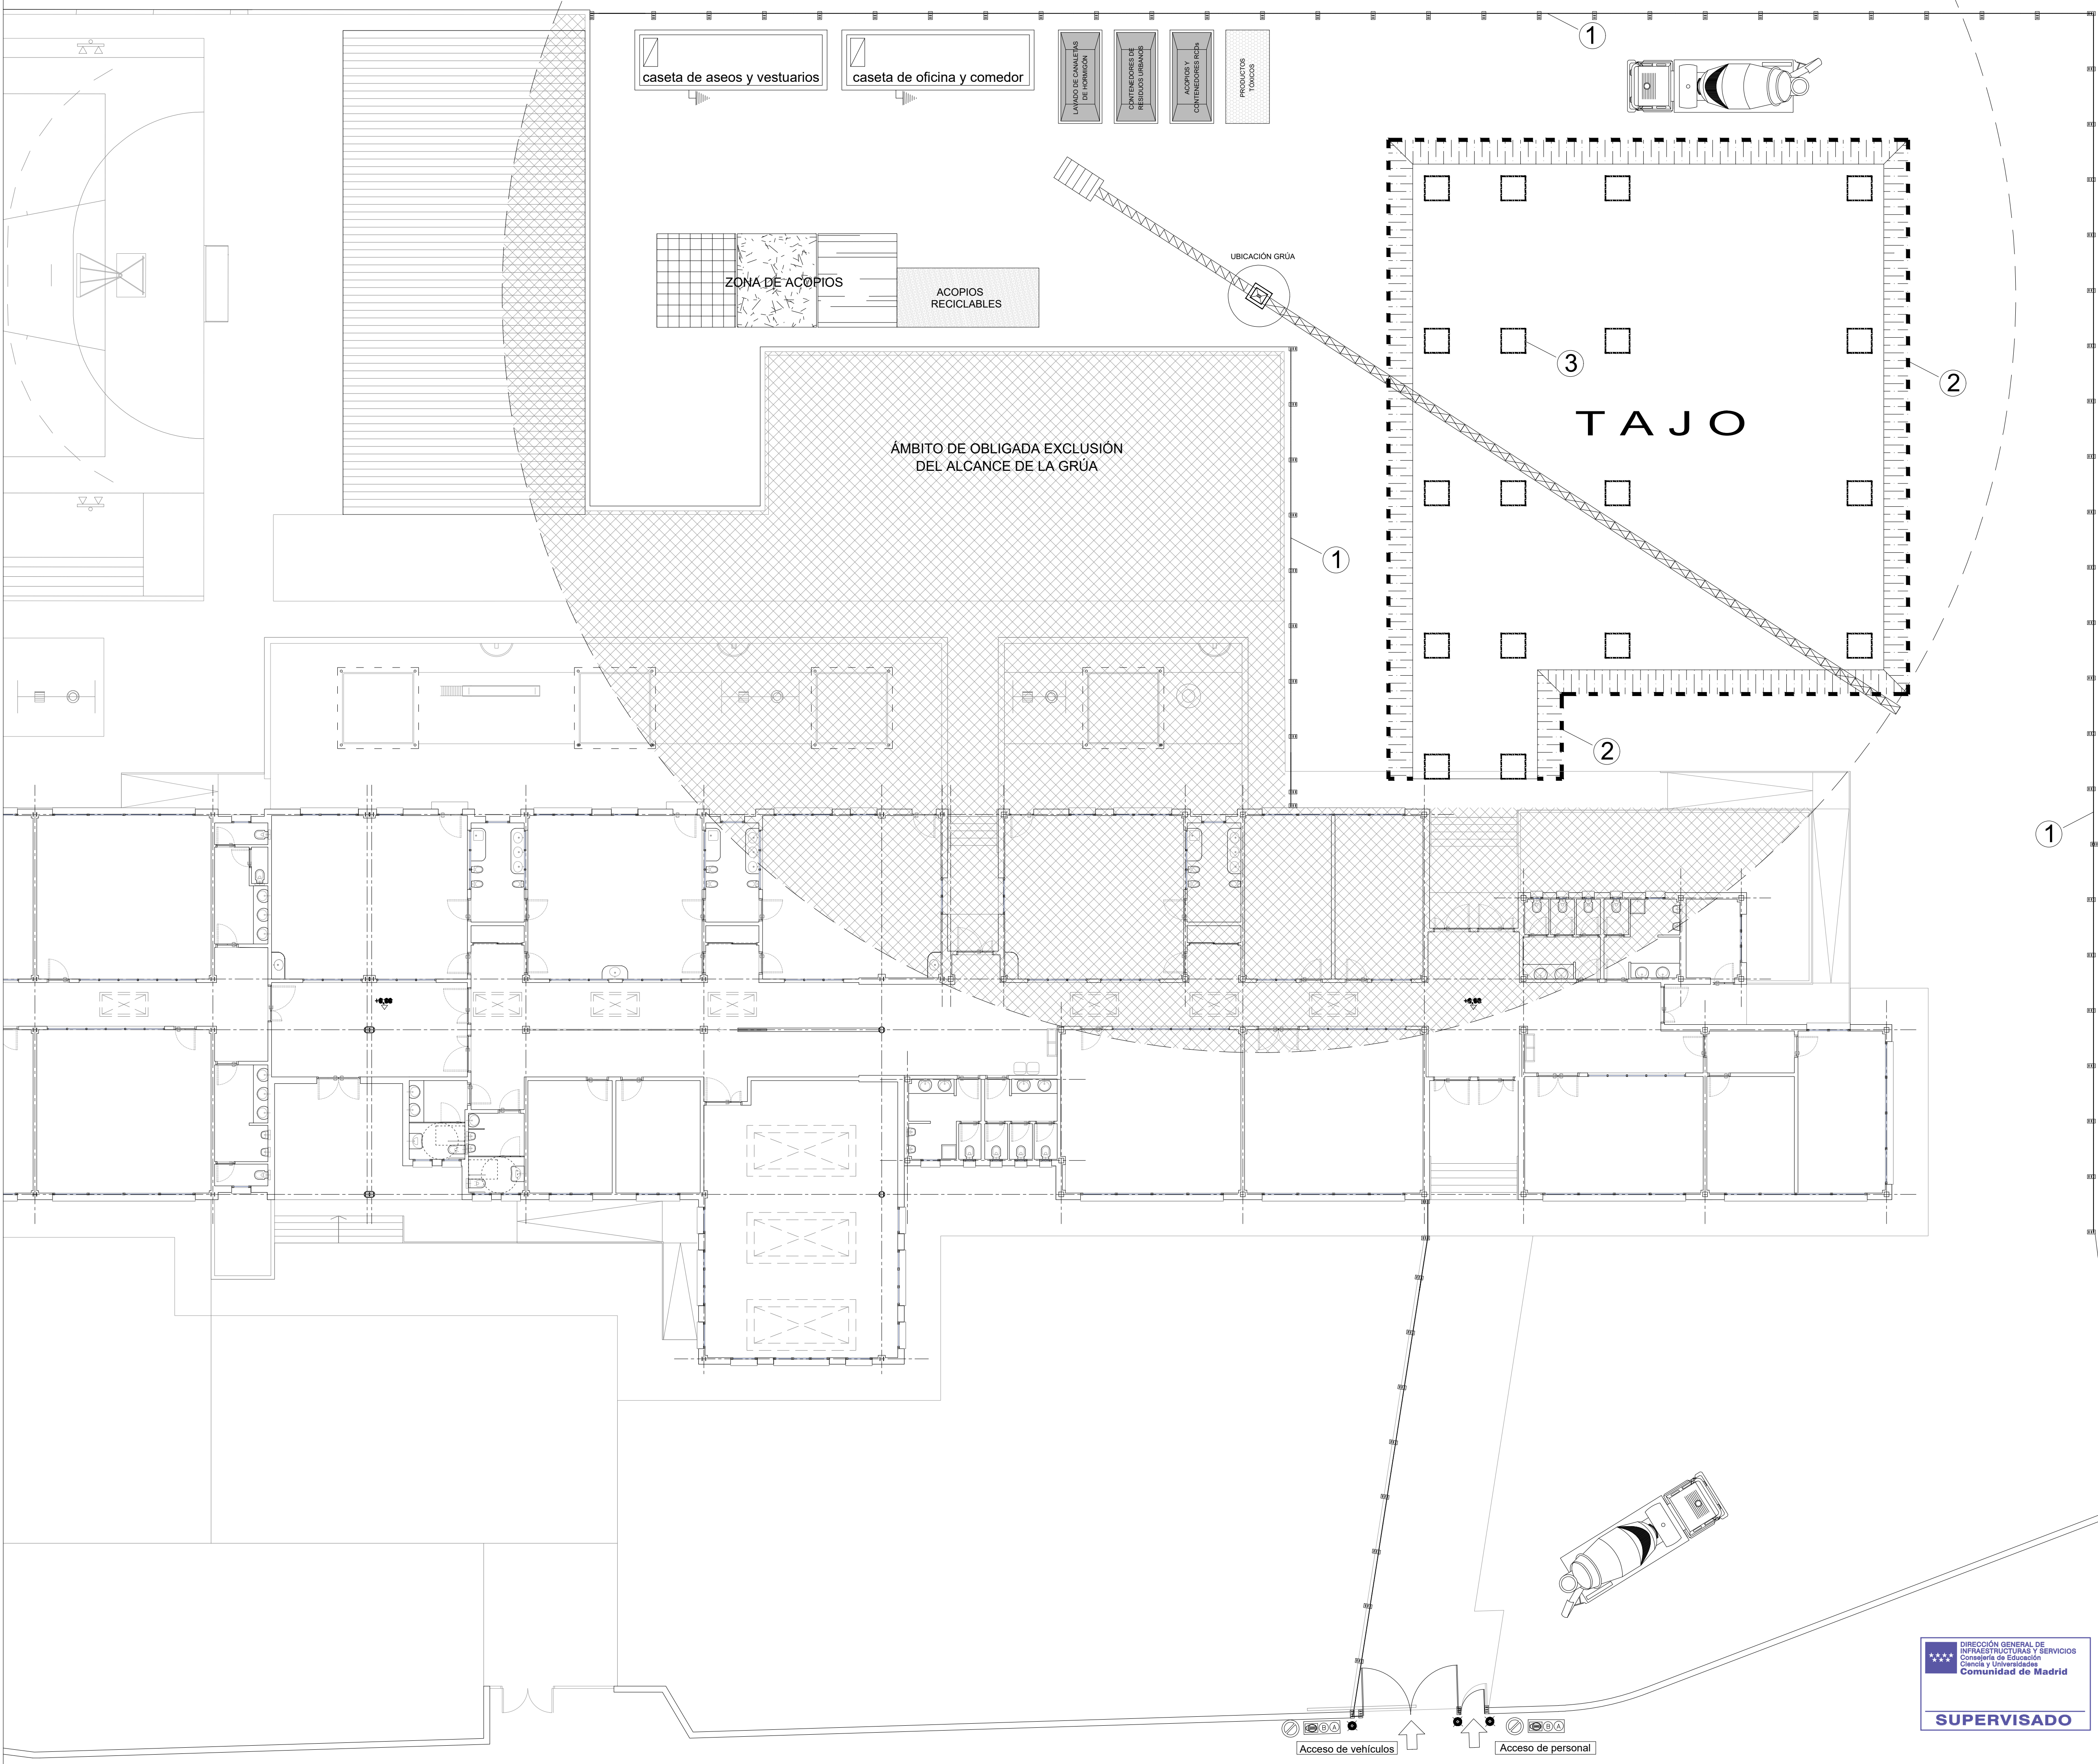 1
caseta de aseos y vestuarios
caseta de oficina y comedor
LAVADO DE CANALETAS
DE HORMIGÓN
CONTENEDORES DE
RESIDUOS URBANOS
ACOPIOS Y
CONTENEDORES RCDs
PRODUCTOS
TÓXICOS
UBICACIÓN GRÚA
ZONA DE ACOPIOS
ACOPIOS
RECICLABLES
3
2
TAJO
ÁMBITO DE OBLIGADA EXCLUSIÓN
DEL ALCANCE DE LA GRÚA
1
2
1
DIRECCIÓN GENERAL DE
INFRAESTRUCTURAS Y SERVICIOS
Consejería de Educación
Ciencia y Universidades
Comunidad de Madrid
SUPERVISADO
B A
B A
Acceso de vehículos
Acceso de personal